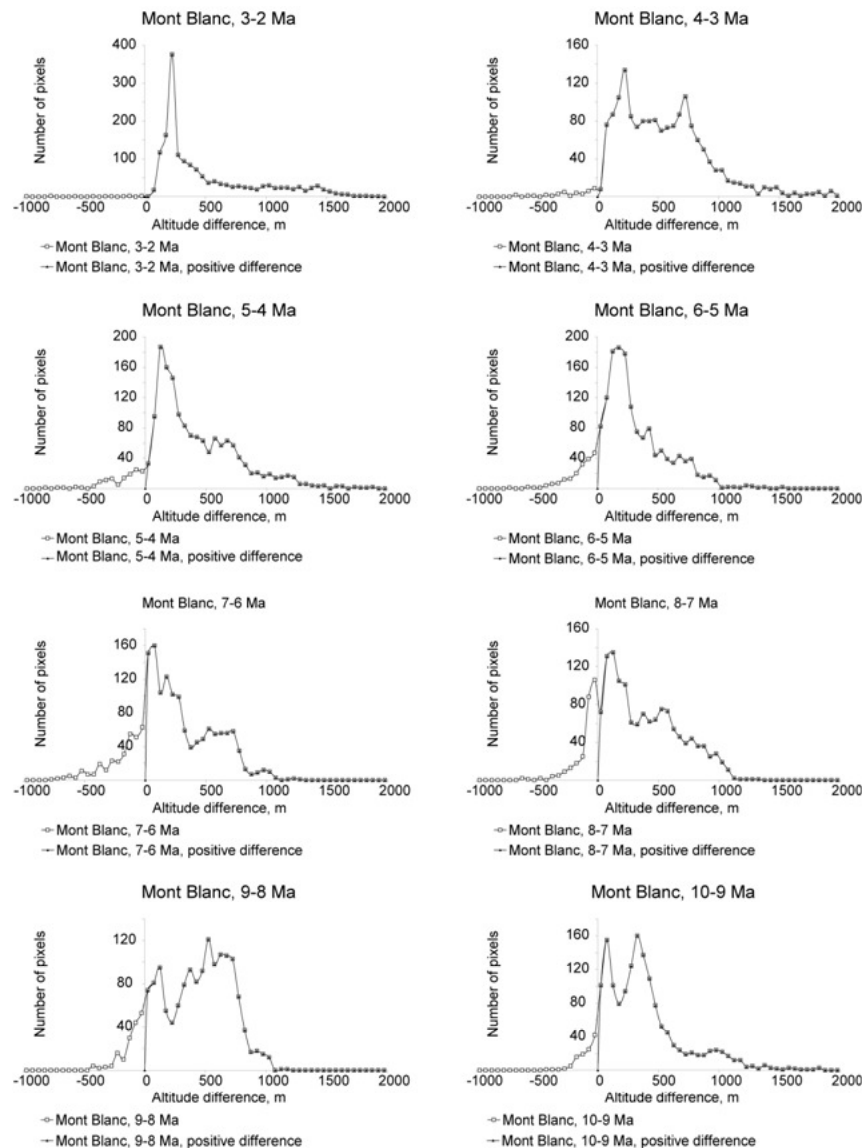 Mont Blanc, 3-2 Ma
Number of pixels
400
300
200
100
-1000 -500 0 500 1000 1500 2000
Altitude difference, m
Mont Blanc, 3-2 Ma
Mont Blanc, 3-2 Ma, positive difference
Mont Blanc, 4-3 Ma
Number of pixels
160
120
80
40
-1000 -500 0 500 1000 1500 2000
Altitude difference, m
Mont Blanc, 4-3 Ma
Mont Blanc, 4-3 Ma, positive difference
Mont Blanc, 5-4 Ma
Number of pixels
200
160
120
80
40
-1000 -500 0 500 1000 1500 2000
Altitude difference, m
Mont Blanc, 5-4 Ma
Mont Blanc, 5-4 Ma, positive difference
Mont Blanc, 6-5 Ma
Number of pixels
200
160
120
80
40
-1000 -500 0 500 1000 1500 2000
Altitude difference, m
Mont Blanc, 6-5 Ma
Mont Blanc, 6-5 Ma, positive difference
Mont Blanc, 7-6 Ma
Number of pixels
160
120
80
40
-1000 -500 0 500 1000 1500 2000
Altitude difference, m
Mont Blanc, 7-6 Ma
Mont Blanc, 7-6 Ma, positive difference
Mont Blanc, 8-7 Ma
Number of pixels
160
120
80
40
-1000 -500 0 500 1000 1500 2000
Altitude difference, m
Mont Blanc, 8-7 Ma
Mont Blanc, 8-7 Ma, positive difference
Mont Blanc, 9-8 Ma
Number of pixels
120
80
40
-1000 -500 0 500 1000 1500 2000
Altitude difference, m
Mont Blanc, 9-8 Ma
Mont Blanc, 9-8 Ma, positive difference
Mont Blanc, 10-9 Ma
Number of pixels
160
120
80
40
-1000 -500 0 500 1000 1500 2000
Altitude difference, m
Mont Blanc, 10-9 Ma
Mont Blanc, 10-9 Ma, positive difference